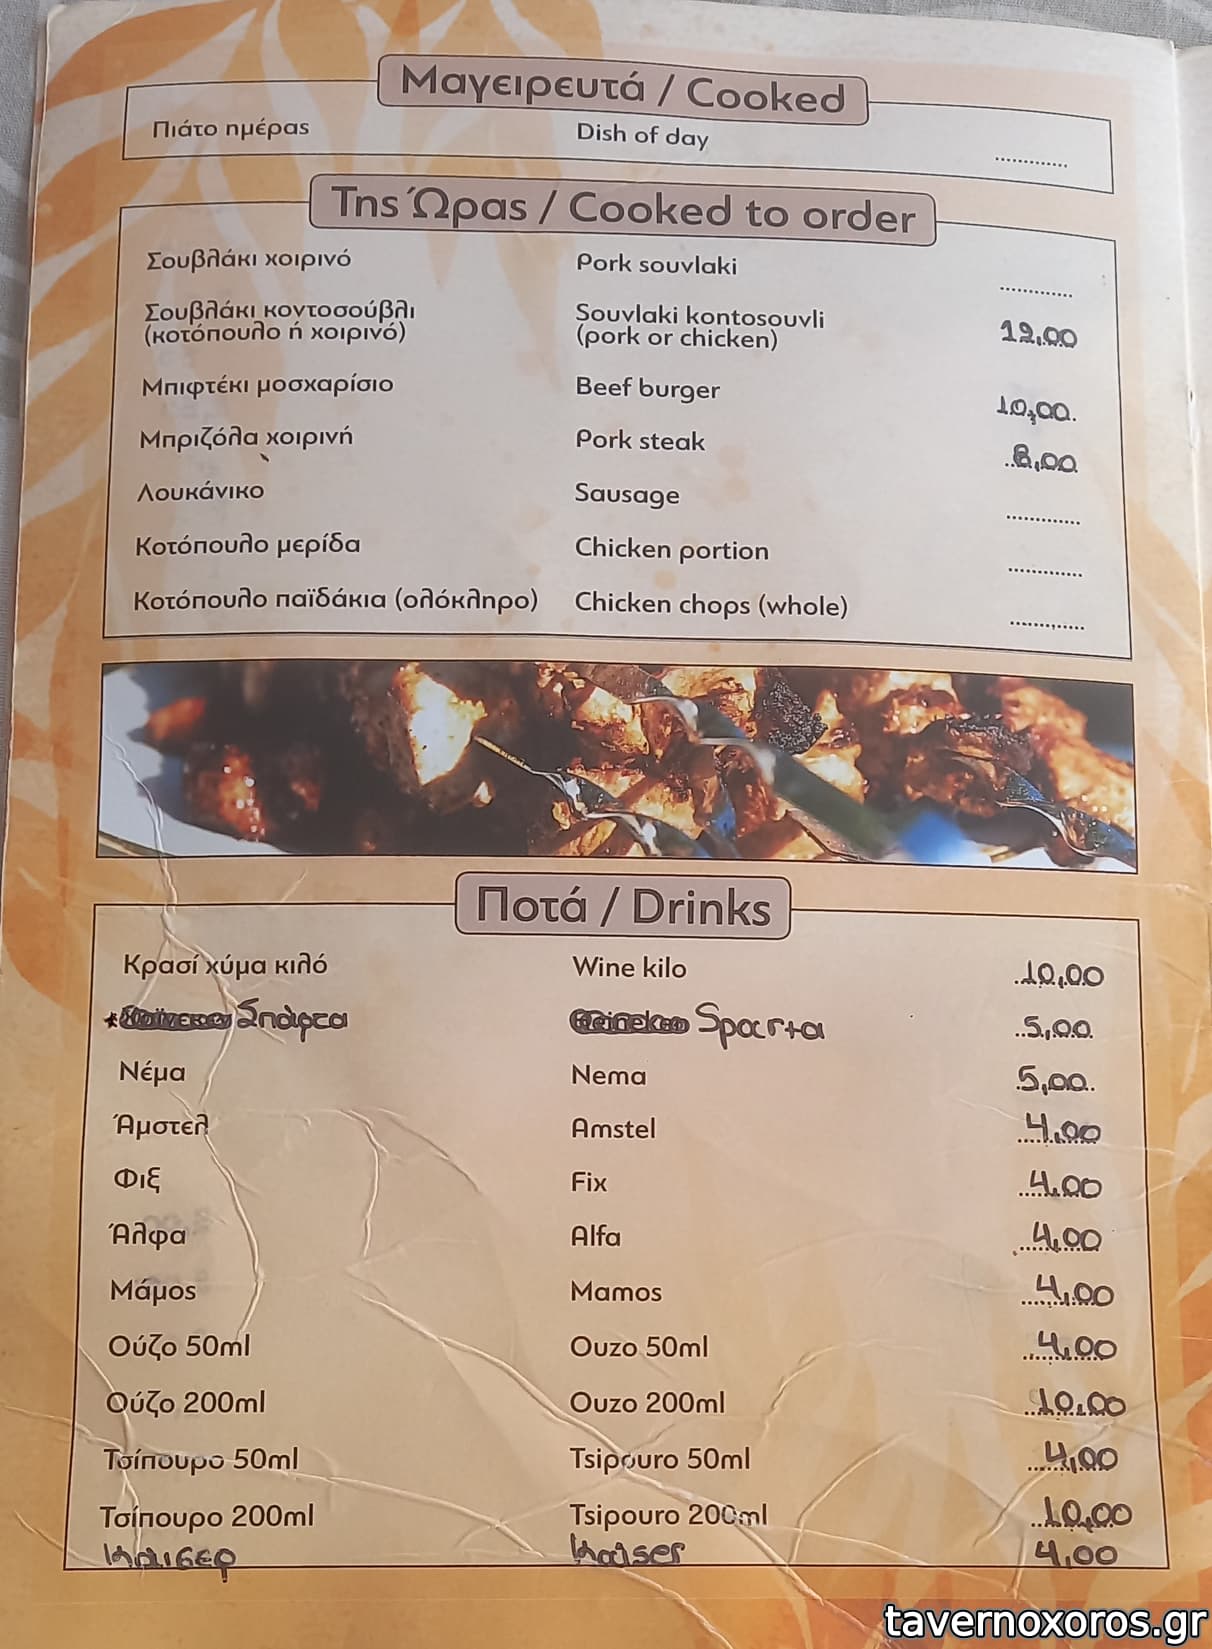 Μαγειρευτά / Cooked
Πιάτο ημέρας Dish of day .............
Της Ώρας / Cooked to order
Σουβλάκι χοιρινό Pork souvlaki .............
Σουβλάκι κοντοσούβλι Souvlaki kontosouvli
(κοτόπουλο ή χοιρινό) (pork or chicken) 12,00
Μπιφτέκι μοσχαρίσιο Beef burger 10,00
Μπριζόλα χοιρινή Pork steak 8,00
Λουκάνικο Sausage .............
Κοτόπουλο μερίδα Chicken portion .............
Κοτόπουλο παϊδάκια (ολόκληρο) Chicken chops (whole) .............
Ποτά / Drinks
Κρασί χύμα κιλό Wine kilo 10,00
Σπάρτα Sparta 5,00
Νέμα Nema 5,00
Άμστελ Amstel 4,00
Φιξ Fix 4,00
Άλφα Alfa 4,00
Μάμος Mamos 4,00
Ούζο 50ml Ouzo 50ml 4,00
Ούζο 200ml Ouzo 200ml 10,00
Τσίπουρο 50ml Tsipouro 50ml 4,00
Τσίπουρο 200ml Tsipouro 200ml 10,00
Κάισερ Kaiser 4,00
tavernoxoros.gr